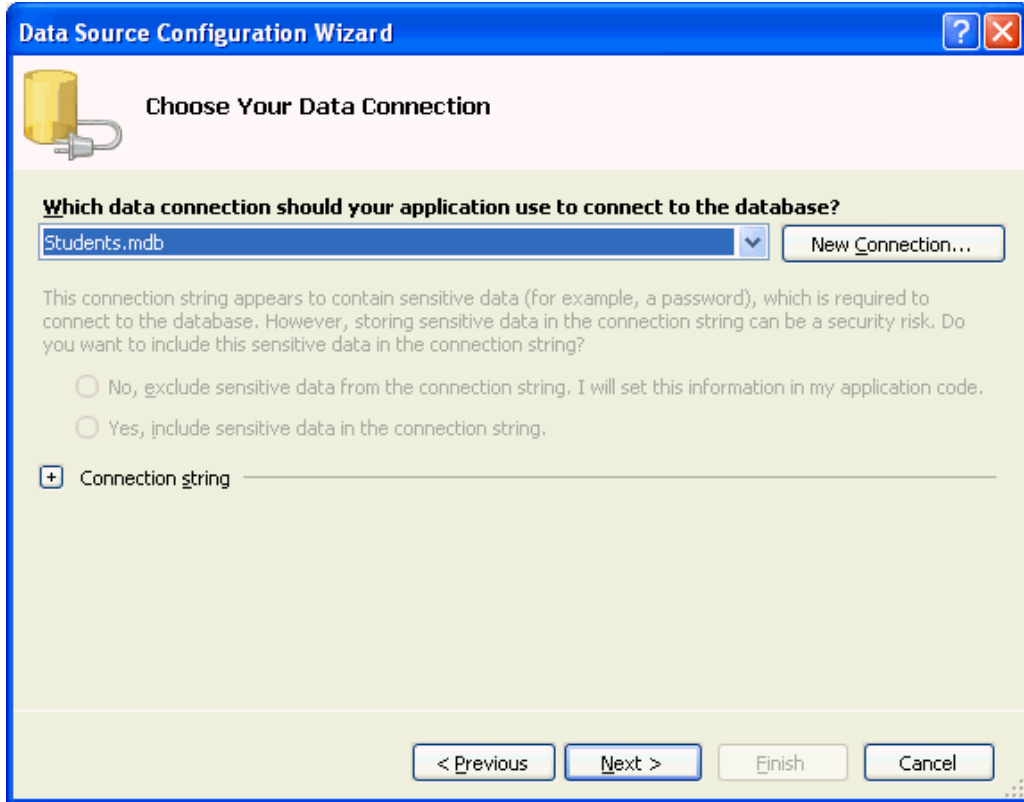 Data Source Configuration Wizard
Choose Your Data Connection
Which data connection should your application use to connect to the database?
Students.mdb
New Connection...
This connection string appears to contain sensitive data (for example, a password), which is required to
connect to the database. However, storing sensitive data in the connection string can be a security risk. Do
you want to include this sensitive data in the connection string?
No, exclude sensitive data from the connection string. I will set this information in my application code.
Yes, include sensitive data in the connection string.
Connection string
< Previous
Next >
Finish
Cancel